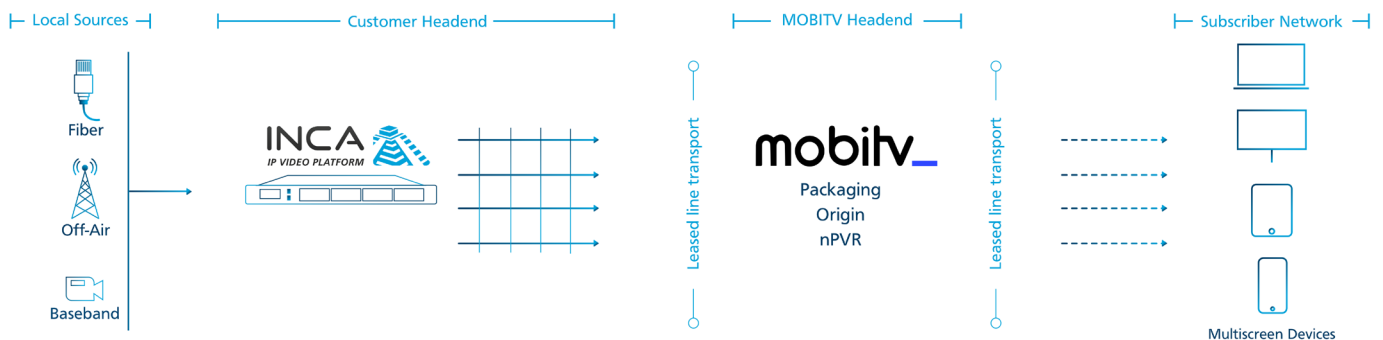 Local Sources
Customer Headend
MOBITV Headend
Subscriber Network
Fiber
Off-Air
Baseband
INCA
IP VIDEO PLATFORM
Leased line transport
mobitv_
Packaging
Origin
nPVR
Leased line transport
Multiscreen Devices